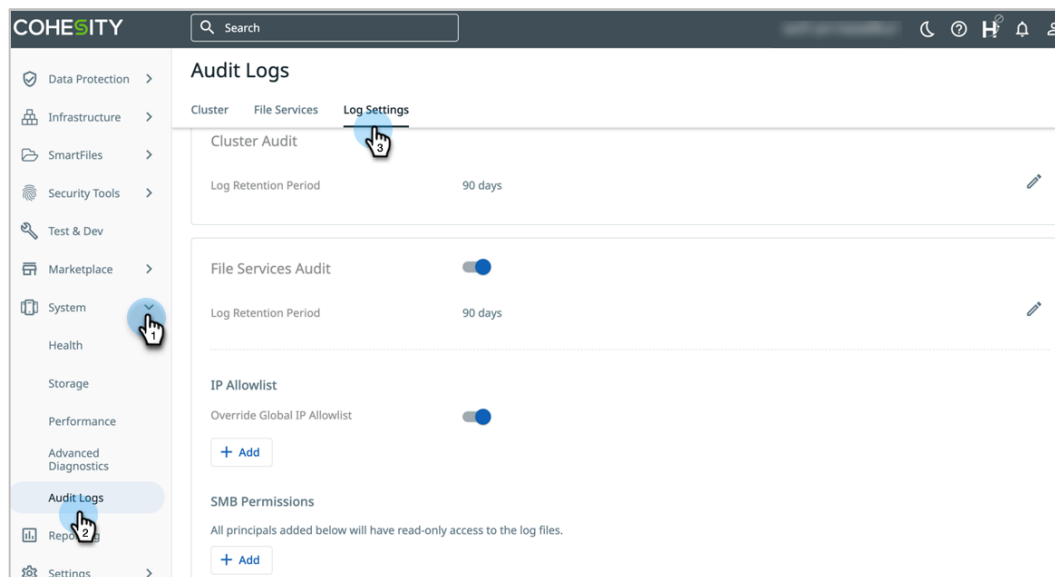 COHESITY
Search
Data Protection
Infrastructure
SmartFiles
Security Tools
Test & Dev
Marketplace
System
1
Health
Storage
Performance
Advanced
Diagnostics
Audit Logs
2
Settings
Audit Logs
Cluster File Services Log Settings
3
Cluster Audit
Log Retention Period 90 days
File Services Audit
Log Retention Period 90 days
IP Allowlist
Override Global IP Allowlist
+ Add
SMB Permissions
All principals added below will have read-only access to the log files.
+ Add